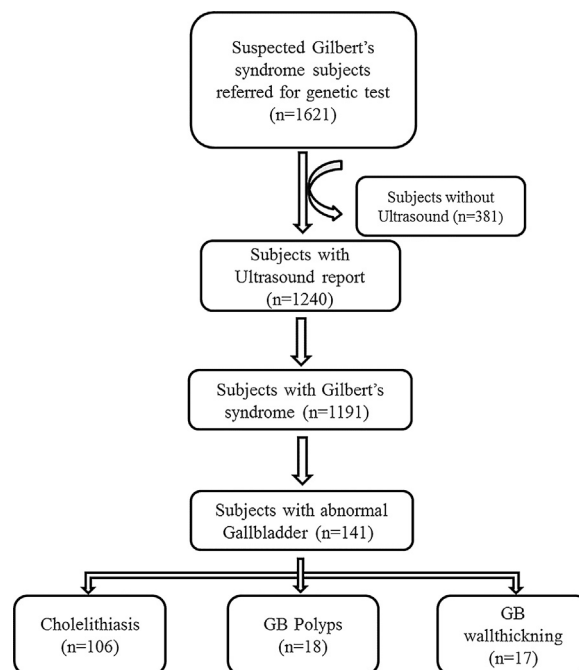 Suspected Gilbert's
syndrome subjects
referred for genetic test
(n=1621)
Subjects without
Ultrasound (n=381)
Subjects with
Ultrasound report
(n=1240)
Subjects with Gilbert's
syndrome (n=1191)
Subjects with abnormal
Gallbladder (n=141)
Cholelithiasis
(n=106)
GB Polyps
(n=18)
GB
wallthickning
(n=17)